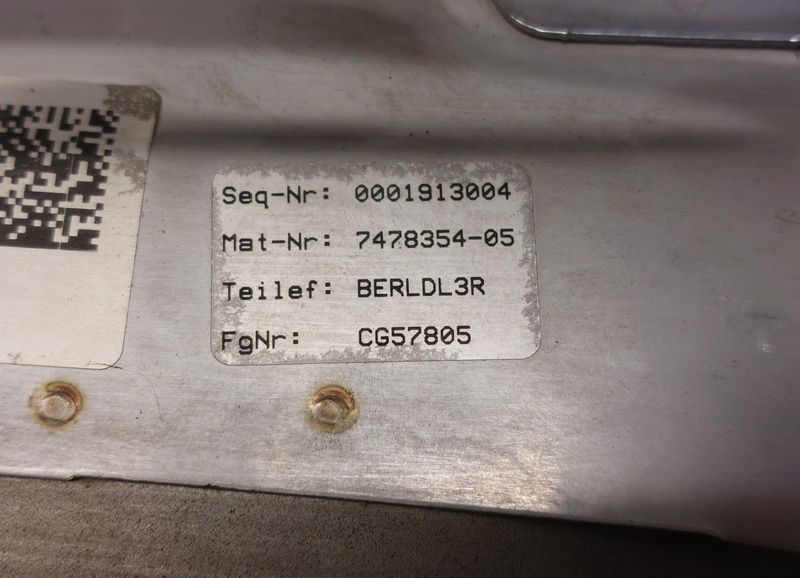 Seq-Nr: 0001913004
Mat-Nr: 7478354-05
Teilef: BERLDL3R
FgNr: CG57805